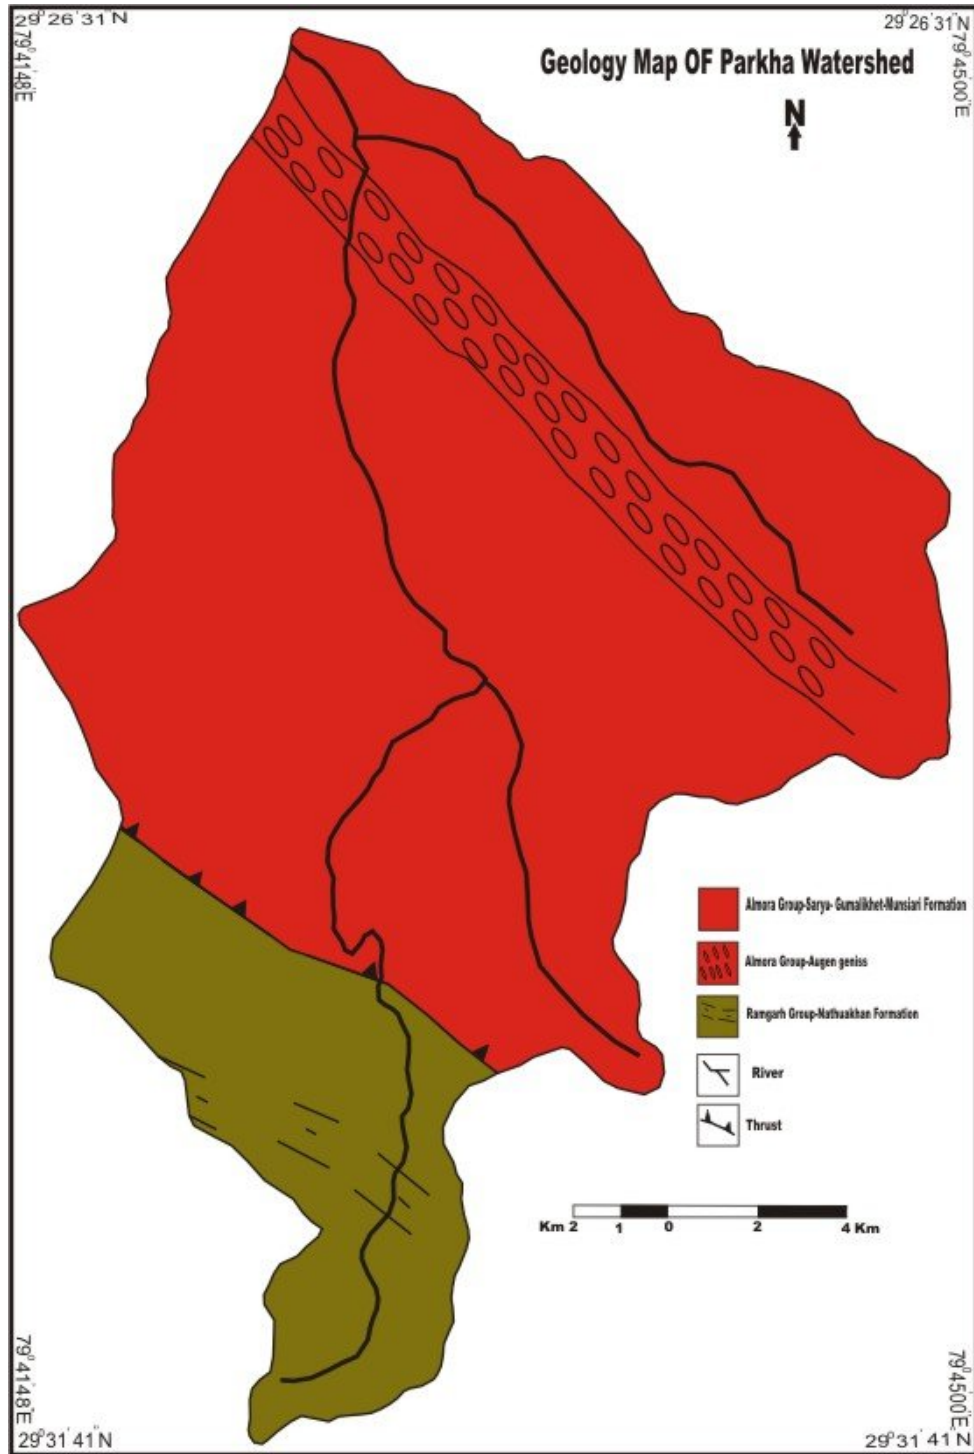 29°26'31"N
29°26'31"N
79°41'48"E
79°45'00"E
Geology Map OF Parkha Watershed
N
Almora Group-Saryu- Gumalikhet-Munsiari Formation
Almora Group-Augen geniss
Ramgarh Group-Nathuakhan Formation
River
Thrust
Km 2 1 0 2 4 Km
79°41'48"E
79°45'00"E
29°31'41"N
29°31'41"N